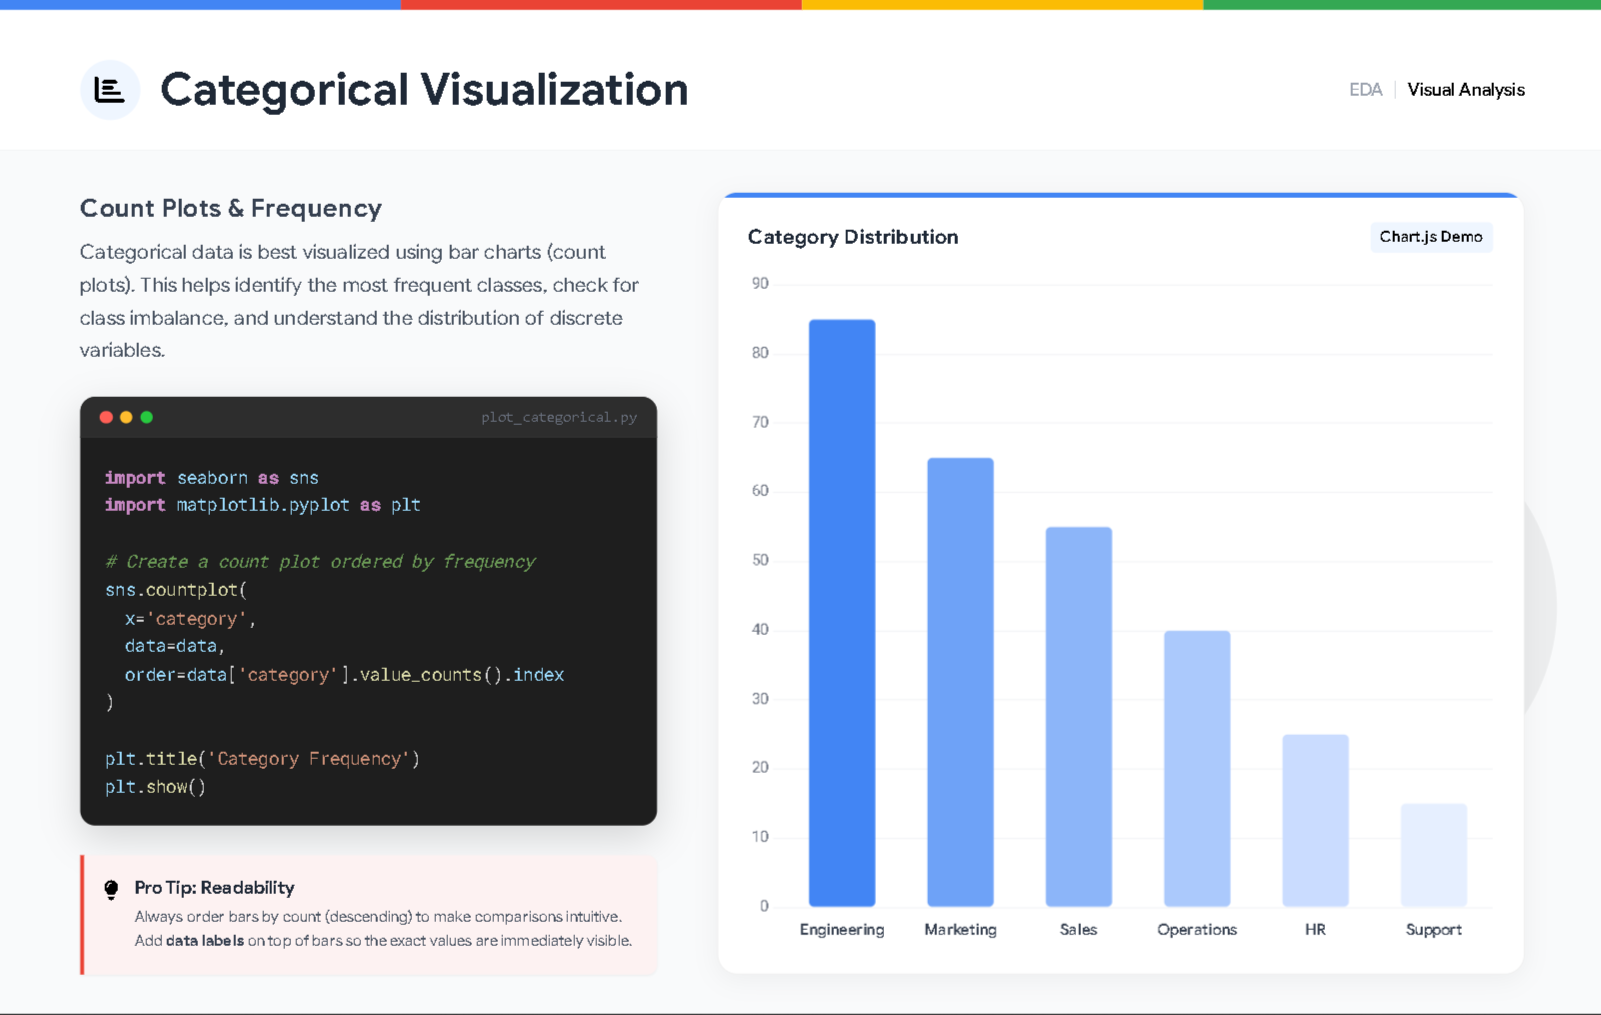 Categorical Visualization
EDA | Visual Analysis
Count Plots & Frequency
Categorical data is best visualized using bar charts (count
plots). This helps identify the most frequent classes, check for
class imbalance, and understand the distribution of discrete
variables.
plot_categorical.py
import seaborn as sns
import matplotlib.pyplot as plt
# Create a count plot ordered by frequency
sns.countplot(
  x='category',
  data=data,
  order=data['category'].value_counts().index
)
plt.title('Category Frequency')
plt.show()
Pro Tip: Readability
Always order bars by count (descending) to make comparisons intuitive.
Add data labels on top of bars so the exact values are immediately visible.
Category Distribution
Chart.js Demo
90
80
70
60
50
40
30
20
10
0
Engineering
Marketing
Sales
Operations
HR
Support